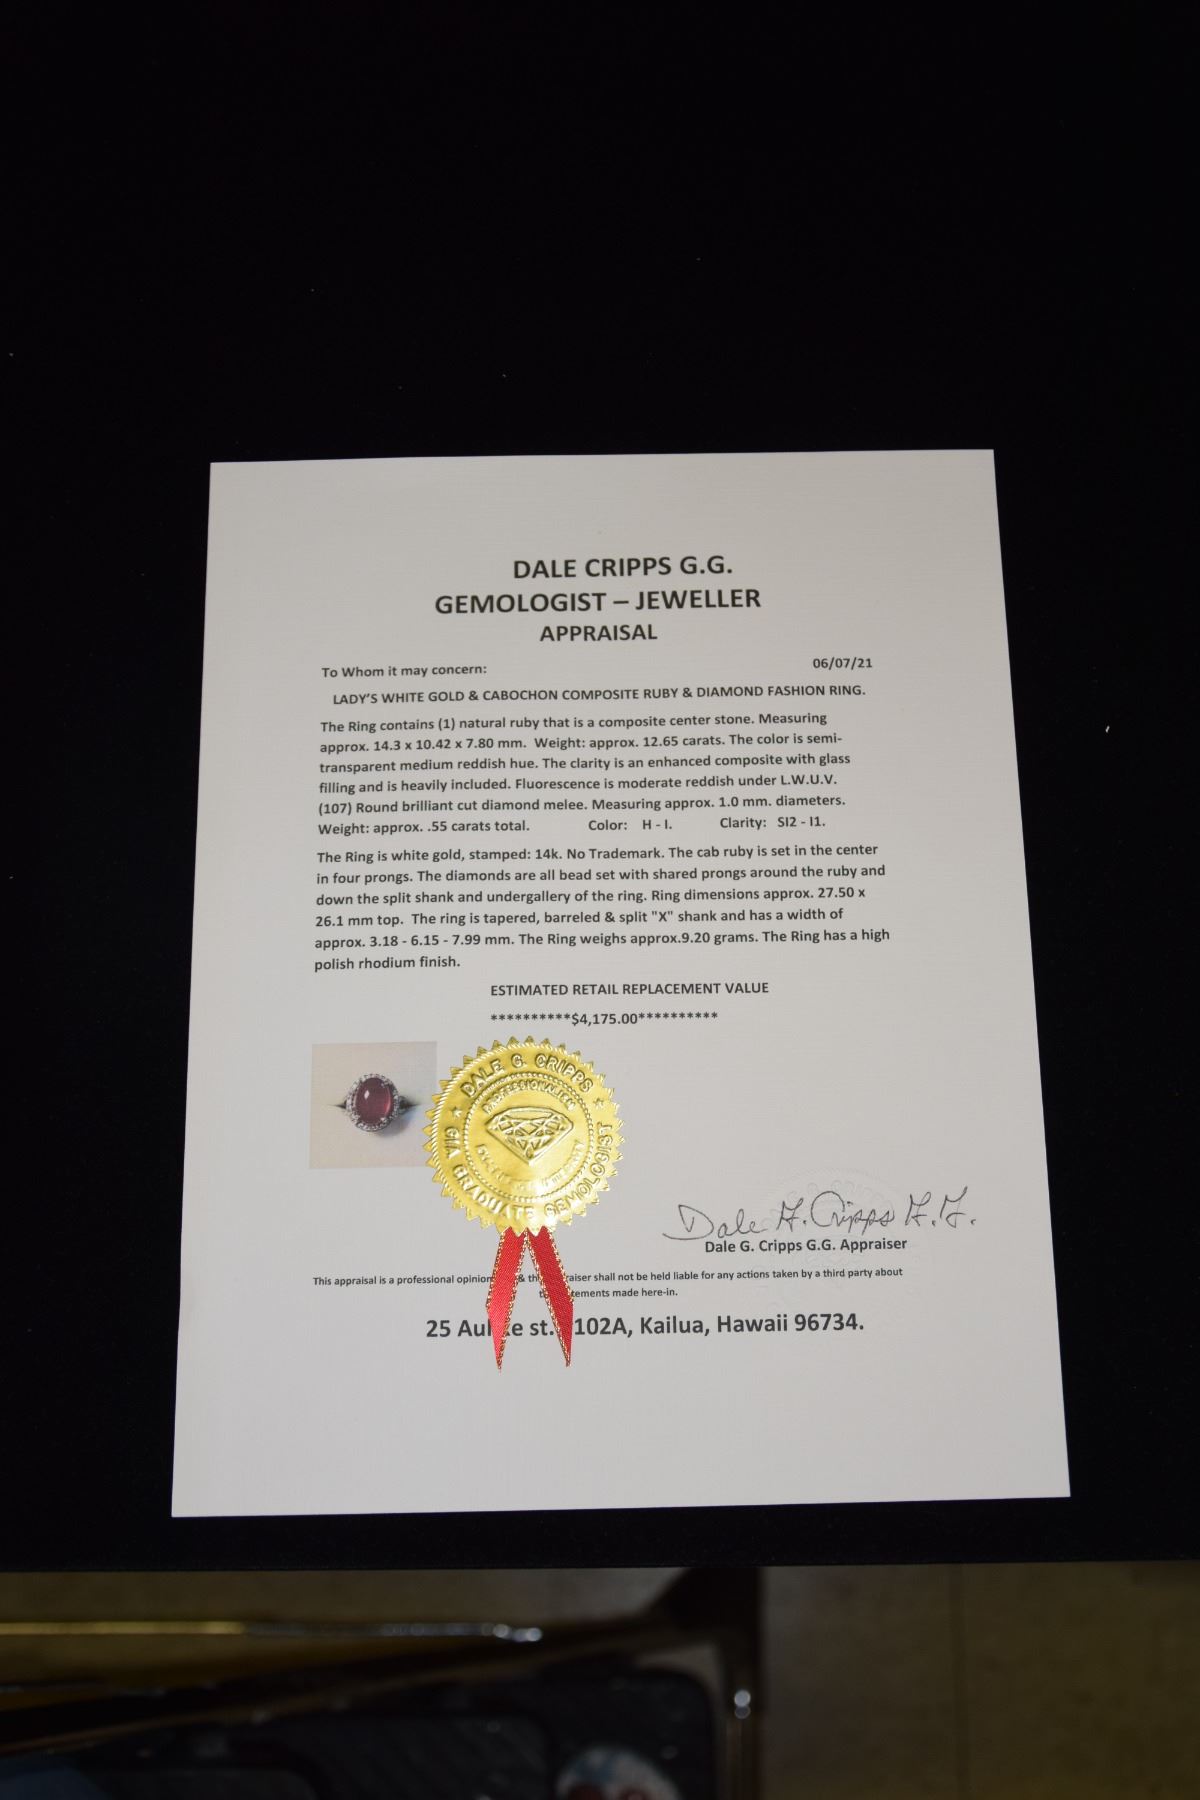 DALE CRIPPS G.G.
GEMOLOGIST – JEWELLER
APPRAISAL
To Whom it may concern: 06/07/21
LADY'S WHITE GOLD & CABOCHON COMPOSITE RUBY & DIAMOND FASHION RING.
The Ring contains (1) natural ruby that is a composite center stone. Measuring
approx. 14.3 x 10.42 x 7.80 mm. Weight: approx. 12.65 carats. The color is semi-
transparent medium reddish hue. The clarity is an enhanced composite with glass
filling and is heavily included. Fluorescence is moderate reddish under L.W.U.V.
(107) Round brilliant cut diamond melee. Measuring approx. 1.0 mm. diameters.
Weight: approx. .55 carats total. Color: H - I. Clarity: SI2 - I1.
The Ring is white gold, stamped: 14k. No Trademark. The cab ruby is set in the center
in four prongs. The diamonds are all bead set with shared prongs around the ruby and
down the split shank and undergallery of the ring. Ring dimensions approx. 27.50 x
26.1 mm top. The ring is tapered, barreled & split "X" shank and has a width of
approx. 3.18 - 6.15 - 7.99 mm. The Ring weighs approx.9.20 grams. The Ring has a high
polish rhodium finish.
ESTIMATED RETAIL REPLACEMENT VALUE
**********$4,175.00**********
DALE G. CRIPPS
PROFESSIONALISM
GIA GRADUATE GEMOLOGIST
Dale G. Cripps G.G.
Dale G. Cripps G.G. Appraiser
This appraisal is a professional opinion & shall not be held liable for any actions taken by a third party about
made here-in.
25 st. 102A, Kailua, Hawaii 96734.